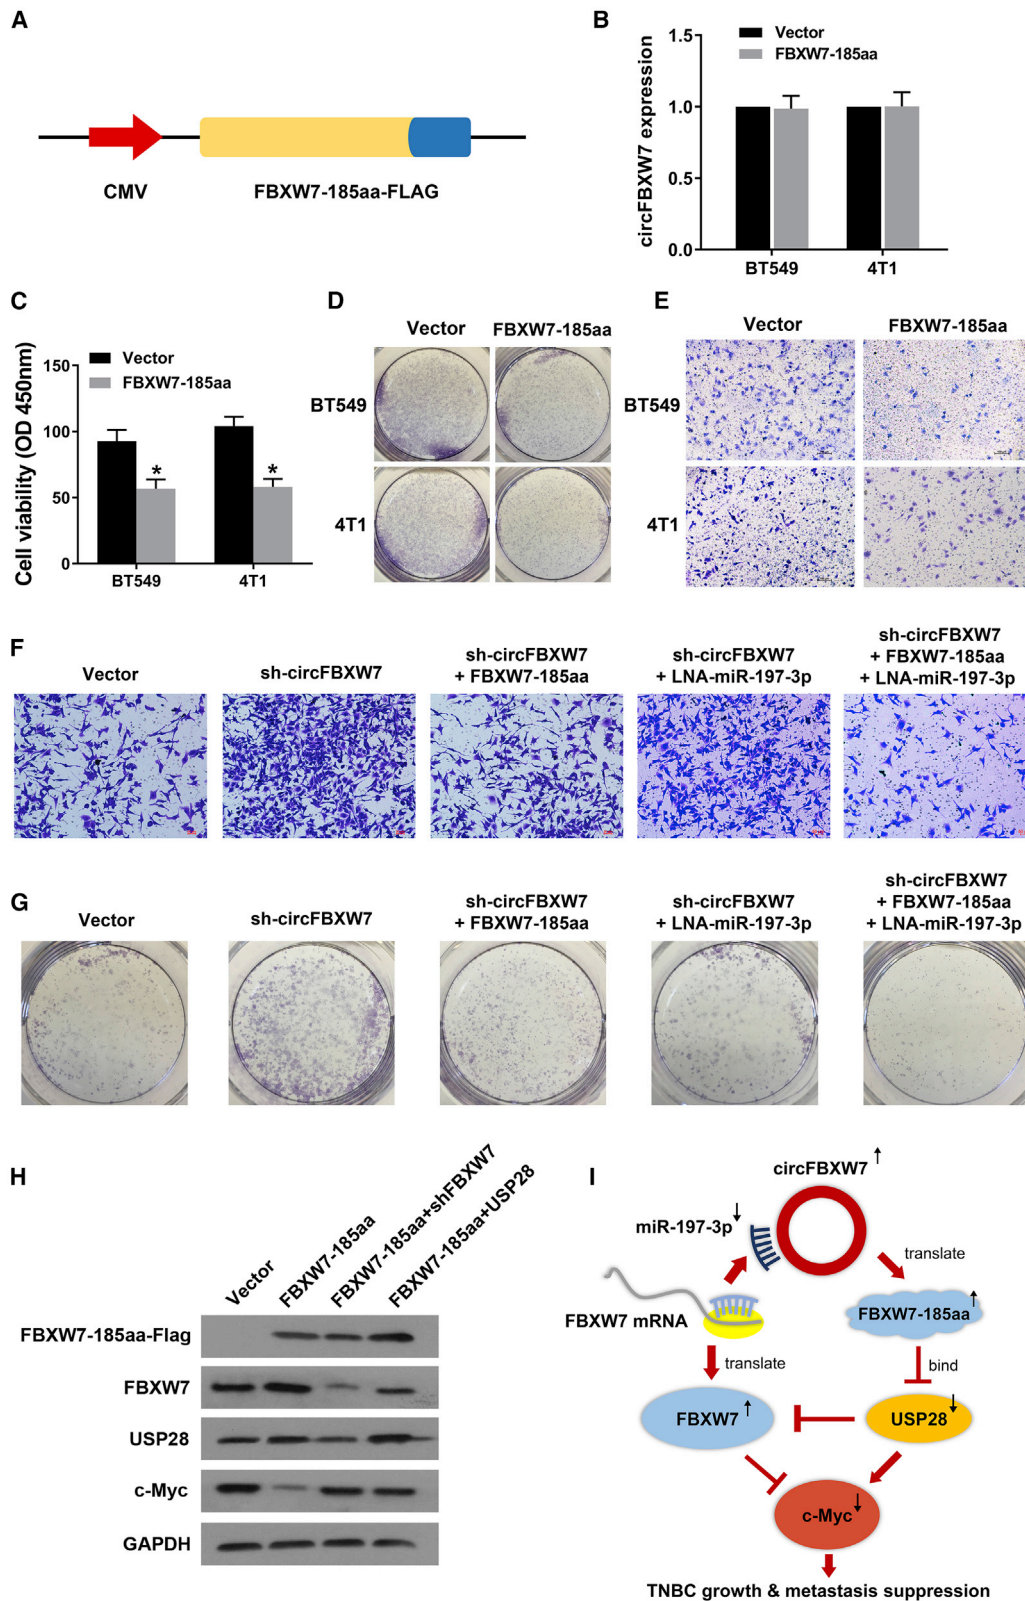 A
CMV
FBXW7-185aa-FLAG
B
Vector
FBXW7-185aa
circFBXW7 expression
1.5
1.0
0.5
0.0
BT549
4T1
C
Vector
FBXW7-185aa
Cell viability (OD 450nm)
150
100
50
0
*
*
BT549
4T1
D
Vector
FBXW7-185aa
BT549
4T1
E
Vector
FBXW7-185aa
BT549
4T1
F
Vector
sh-circFBXW7
sh-circFBXW7
+ FBXW7-185aa
sh-circFBXW7
+ LNA-miR-197-3p
sh-circFBXW7
+ FBXW7-185aa
+ LNA-miR-197-3p
G
Vector
sh-circFBXW7
sh-circFBXW7
+ FBXW7-185aa
sh-circFBXW7
+ LNA-miR-197-3p
sh-circFBXW7
+ FBXW7-185aa
+ LNA-miR-197-3p
H
Vector
FBXW7-185aa
FBXW7-185aa+shFBXW7
FBXW7-185aa+USP28
FBXW7-185aa-Flag
FBXW7
USP28
c-Myc
GAPDH
I
circFBXW7
miR-197-3p
translate
FBXW7 mRNA
FBXW7-185aa
translate
bind
FBXW7
USP28
c-Myc
TNBC growth & metastasis suppression